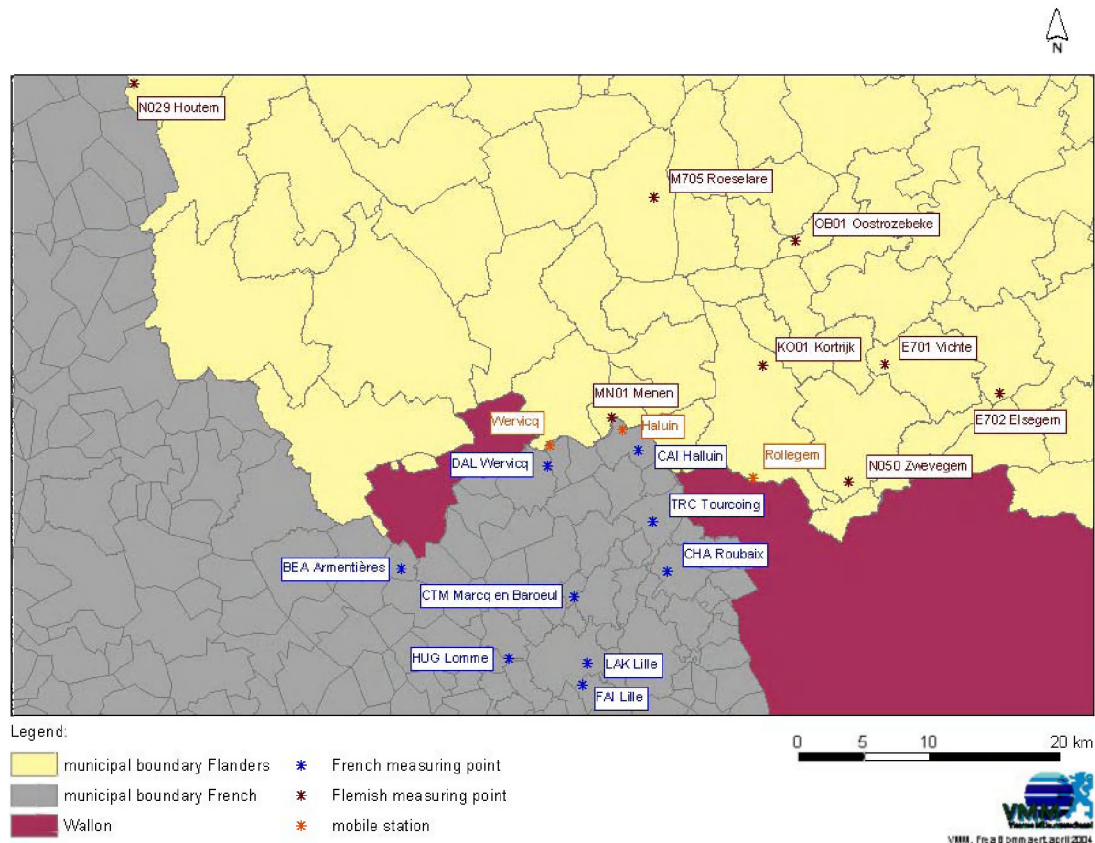 N
N029 Houtem
M705 Roeselare
OB01 Oostrozebeke
KO01 Kortrijk
E701 Vichte
MN01 Menen
E702 Elsegem
Wervicq
Haluin
DAL Wervicq
CAI Halluin
Rollegem
N050 Zwevegem
TRC Tourcoing
CHA Roubaix
BEA Armentières
CTM Marcq en Baroeul
HUG Lomme
LAK Lille
FAI Lille
Legend:
0 5 10 20 km
municipal boundary Flanders
French measuring point
municipal boundary French
Flemish measuring point
Wallon
mobile station
VMM